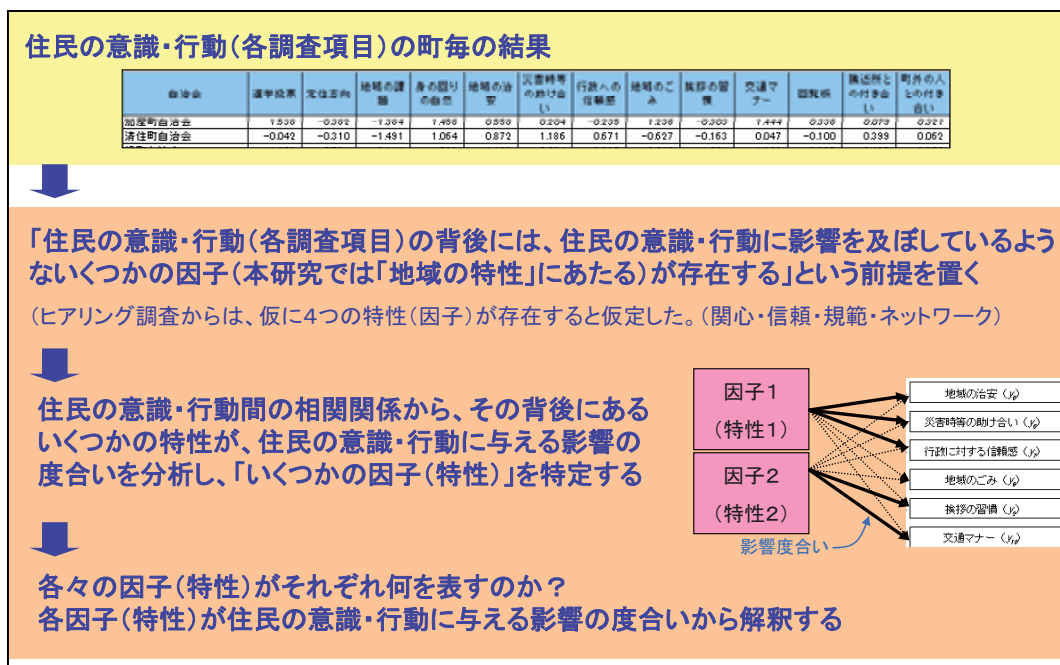 住民の意識・行動(各調査項目)の町毎の結果
自治会 選挙投票 定住志向 地域の課題 身の回りの自然 地域の治安 災害時等の助け合い 行政への信頼感 地域のごみ 挨拶の習慣 交通マナー 回覧板 隣近所との付き合い 町外の人との付き合い
加屋町自治会
済住町自治会 -0.042 -0.310 -1.491 1.064 0.872 1.186 0.671 -0.627 -0.163 0.047 -0.100 0.399 0.062
「住民の意識・行動(各調査項目)の背後には、住民の意識・行動に影響を及ぼしているよう
ないくつかの因子(本研究では「地域の特性」にあたる)が存在する」という前提を置く
(ヒアリング調査からは、仮に4つの特性(因子)が存在すると仮定した。(関心・信頼・規範・ネットワーク)
住民の意識・行動間の相関関係から、その背後にある
いくつかの特性が、住民の意識・行動に与える影響の
度合いを分析し、「いくつかの因子(特性)」を特定する
因子1
(特性1)
因子2
(特性2)
影響度合い
地域の治安
災害時等の助け合い
行政に対する信頼感
地域のごみ
挨拶の習慣
交通マナー
各々の因子(特性)がそれぞれ何を表すのか?
各因子(特性)が住民の意識・行動に与える影響の度合いから解釈する